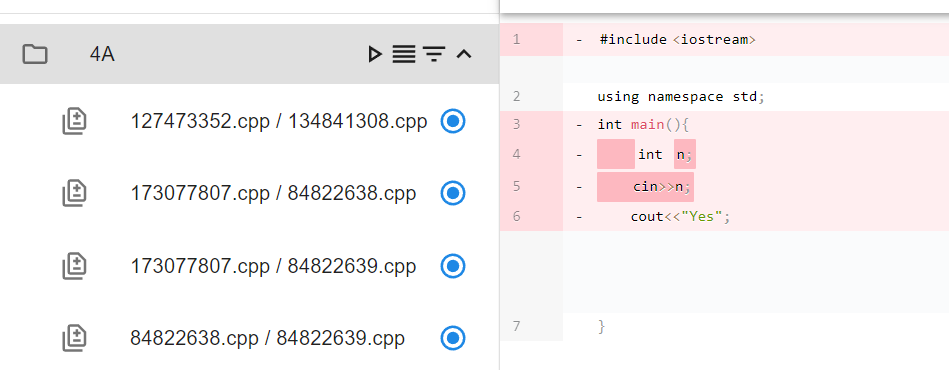 4A
127473352.cpp / 134841308.cpp
173077807.cpp / 84822638.cpp
173077807.cpp / 84822639.cpp
84822638.cpp / 84822639.cpp
1 - #include <iostream>
2 using namespace std;
3 - int main(){
4 - int n;
5 - cin>>n;
6 - cout<<"Yes";
7 }